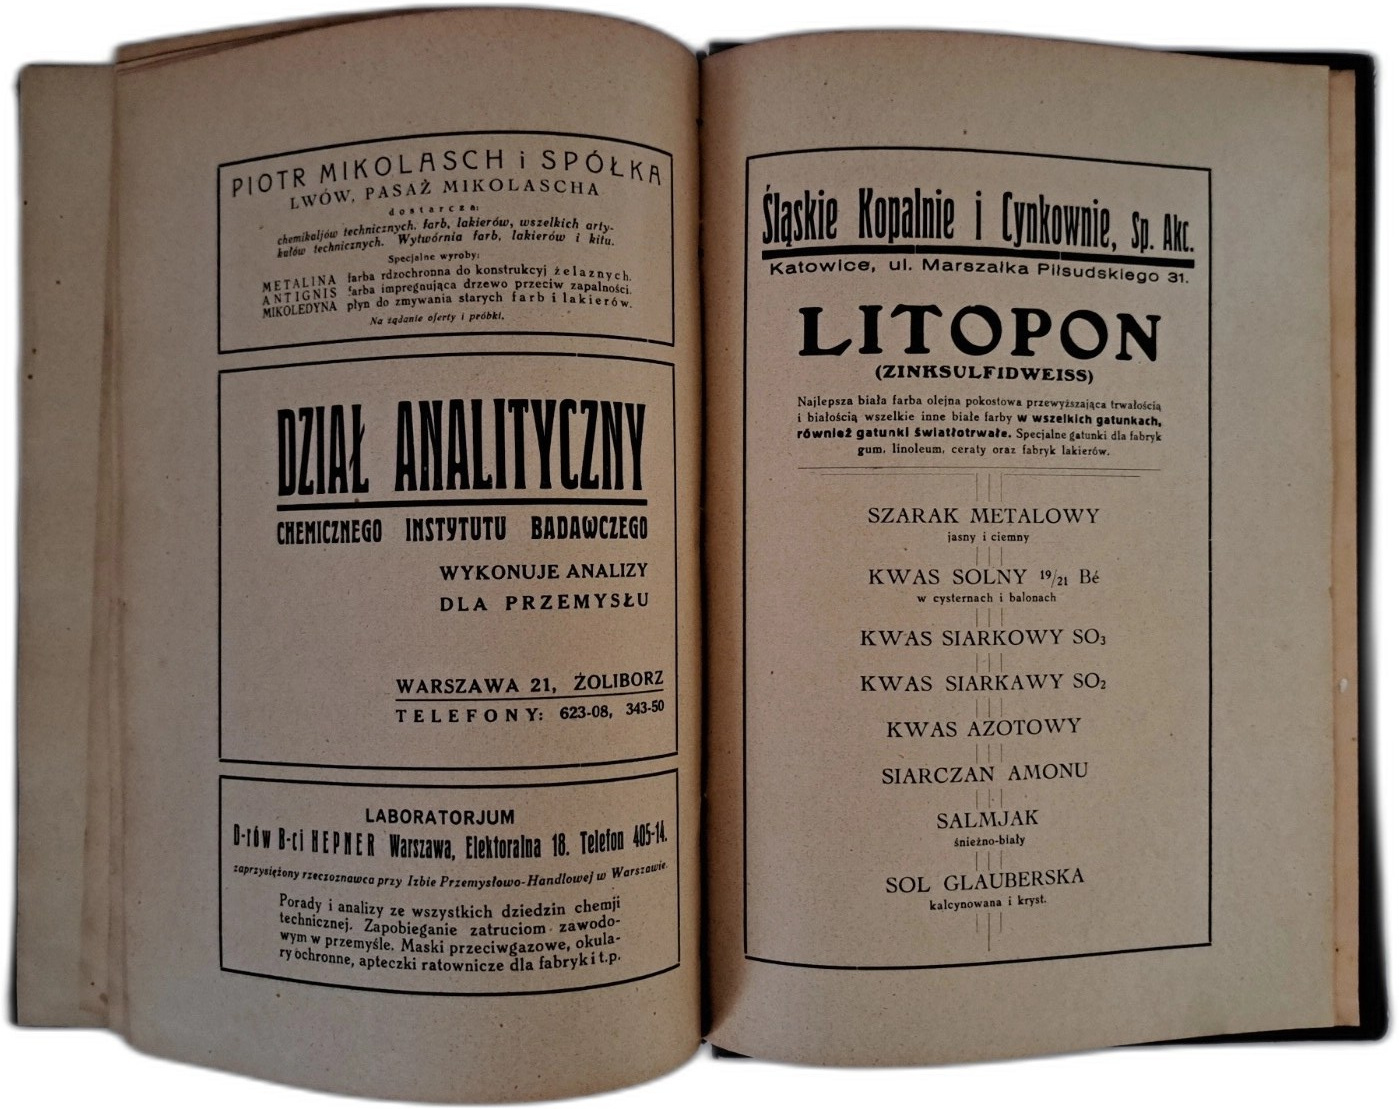 PIOTR MIKOLASCH i SPÓŁKA
LWÓW, PASAŻ MIKOLASCHA
dostarcza:
chemikaljów technicznych, farb, lakierów, wszelkich arty-
kułów technicznych. Wytwórnia farb, lakierów i kitu.
Specjalne wyroby:
METALINA farba rdzochronna do konstrukcyj żelaznych.
ANTIGNIS farba impregnująca drzewo przeciw zapalności.
MIKOLEDYNA płyn do zmywania starych farb i lakierów.
Na żądanie oferty i próbki.
DZIAŁ ANALITYCZNY
CHEMICZNEGO INSTYTUTU BADAWCZEGO
WYKONUJE ANALIZY
DLA PRZEMYSŁU
WARSZAWA 21, ŻOLIBORZ
TELEFONY: 623-08, 343-50
LABORATORJUM
D-rów B-ci HEPNER Warszawa, Elektoralna 18. Telefon 405-14.
zaprzysiężony rzeczoznawca przy Izbie Przemysłowo-Handlowej w Warszawie.
Porady i analizy ze wszystkich dziedzin chemji
technicznej. Zapobieganie zatruciom zawodo-
wym w przemyśle. Maski przeciwgazowe, okula-
ry ochronne, apteczki ratownicze dla fabryk i t.p.
Śląskie Kopalnie i Cynkownie, Sp. Akc.
Katowice, ul. Marszałka Piłsudskiego 31.
LITOPON
(ZINKSULFIDWEISS)
Najlepsza biała farba olejna pokostowa przewyższająca trwałością
i białością wszelkie inne białe farby w wszelkich gatunkach,
również gatunki światłotrwałe. Specjalne gatunki dla fabryk
gum, linoleum, ceraty oraz fabryk lakierów.
SZARAK METALOWY
jasny i ciemny
KWAS SOLNY 19/21 Bé
w cysternach i balonach
KWAS SIARKOWY SO3
KWAS SIARKAWY SO2
KWAS AZOTOWY
SIARCZAN AMONU
SALMJAK
śnieżno-biały
SOL GLAUBERSKA
kalcynowana i kryst.